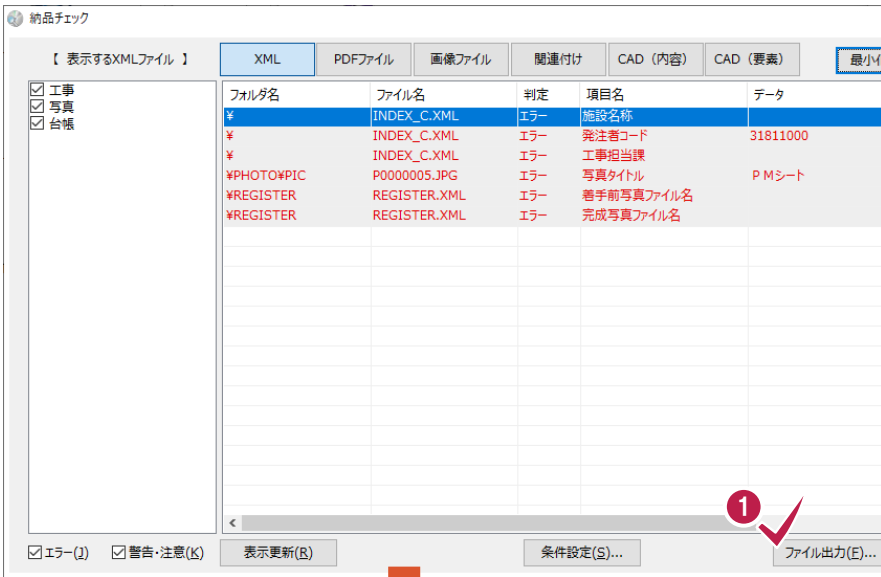 納品チェック
【 表示するXMLファイル 】
XML PDFファイル 画像ファイル 関連付け CAD（内容） CAD（要素）
工事
写真
台帳
フォルダ名 ファイル名 判定 項目名 データ
¥ INDEX_C.XML エラー 施設名称
¥ INDEX_C.XML エラー 発注者コード 31811000
¥ INDEX_C.XML エラー 工事担当課
¥PHOTO¥PIC P0000005.JPG エラー 写真タイトル ＰＭシート
¥REGISTER REGISTER.XML エラー 着手前写真ファイル名
¥REGISTER REGISTER.XML エラー 完成写真ファイル名
1
エラー(J) 警告・注意(K) 表示更新(R) 条件設定(S)... ファイル出力(F)...